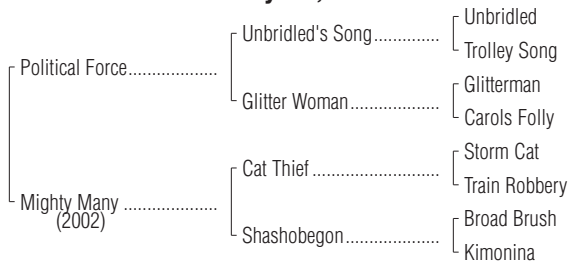 Unbridled
Unbridled's Song..............
Trolley Song
Political Force...................
Glitterman
Glitter Woman...................
Carols Folly
Storm Cat
Cat Thief ...........................
Train Robbery
Mighty Many ....................
(2002)
Broad Brush
Shashobegon....................
Kimonina